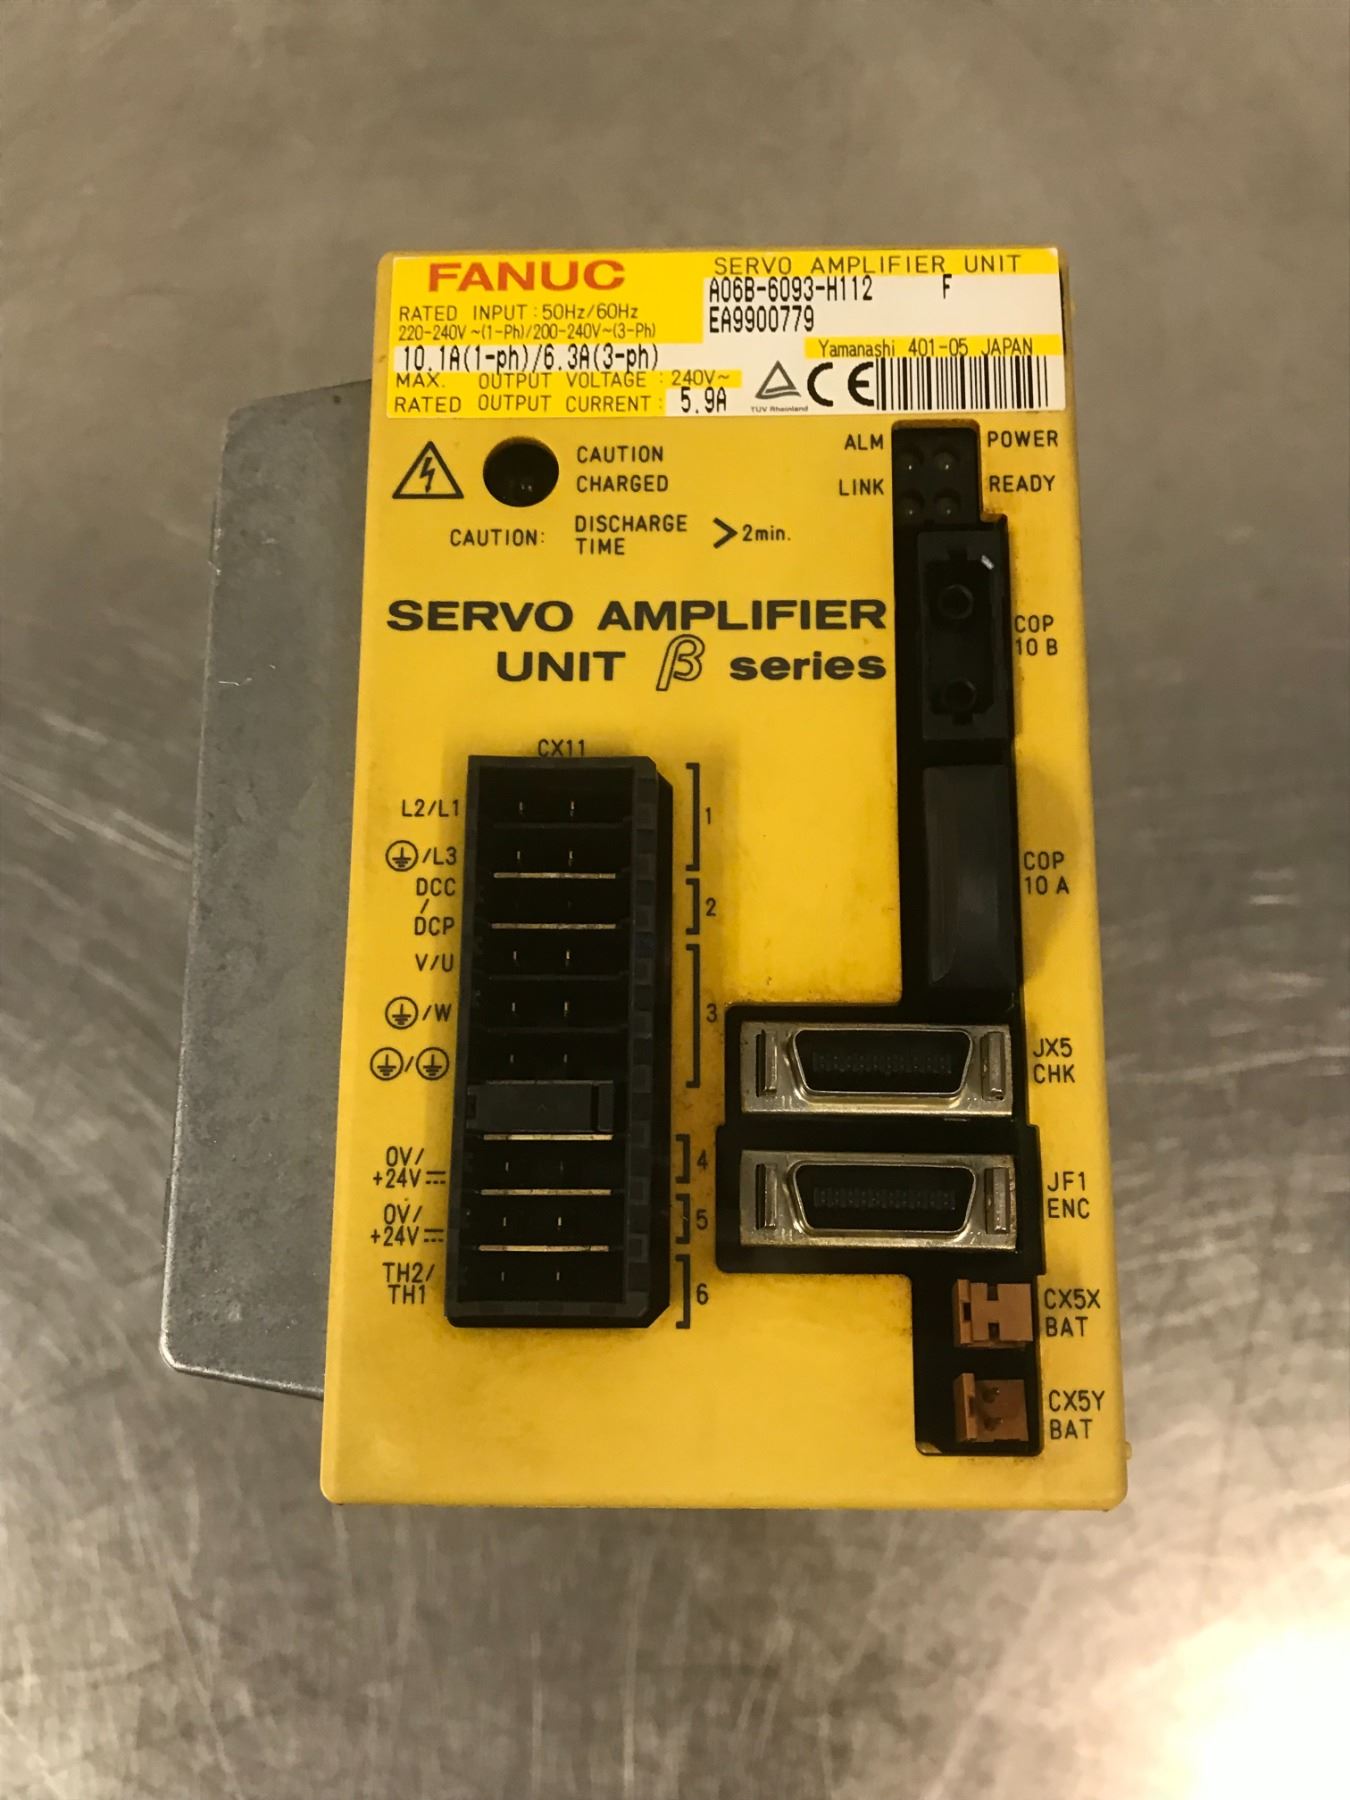 FANUC
SERVO AMPLIFIER UNIT
A06B-6093-H112 F
EA9900779
RATED INPUT : 50Hz/60Hz
220-240V~(1-Ph)/200-240V~(3-Ph)
10.1A(1-ph)/6.3A(3-ph)
Yamanashi 401-05 JAPAN
MAX. OUTPUT VOLTAGE : 240V~
RATED OUTPUT CURRENT : 5.9A
TÜV Rheinland
CE
CAUTION
CHARGED
CAUTION: DISCHARGE
TIME >2min.
ALM POWER
LINK READY
SERVO AMPLIFIER
UNIT β series
COP
10 B
COP
10 A
CX11
L2/L1
/L3
DCC
/
DCP
V/U
/W
/
0V/
+24V
0V/
+24V
TH2/
TH1
1
2
3
4
5
6
JX5
CHK
JF1
ENC
CX5X
BAT
CX5Y
BAT